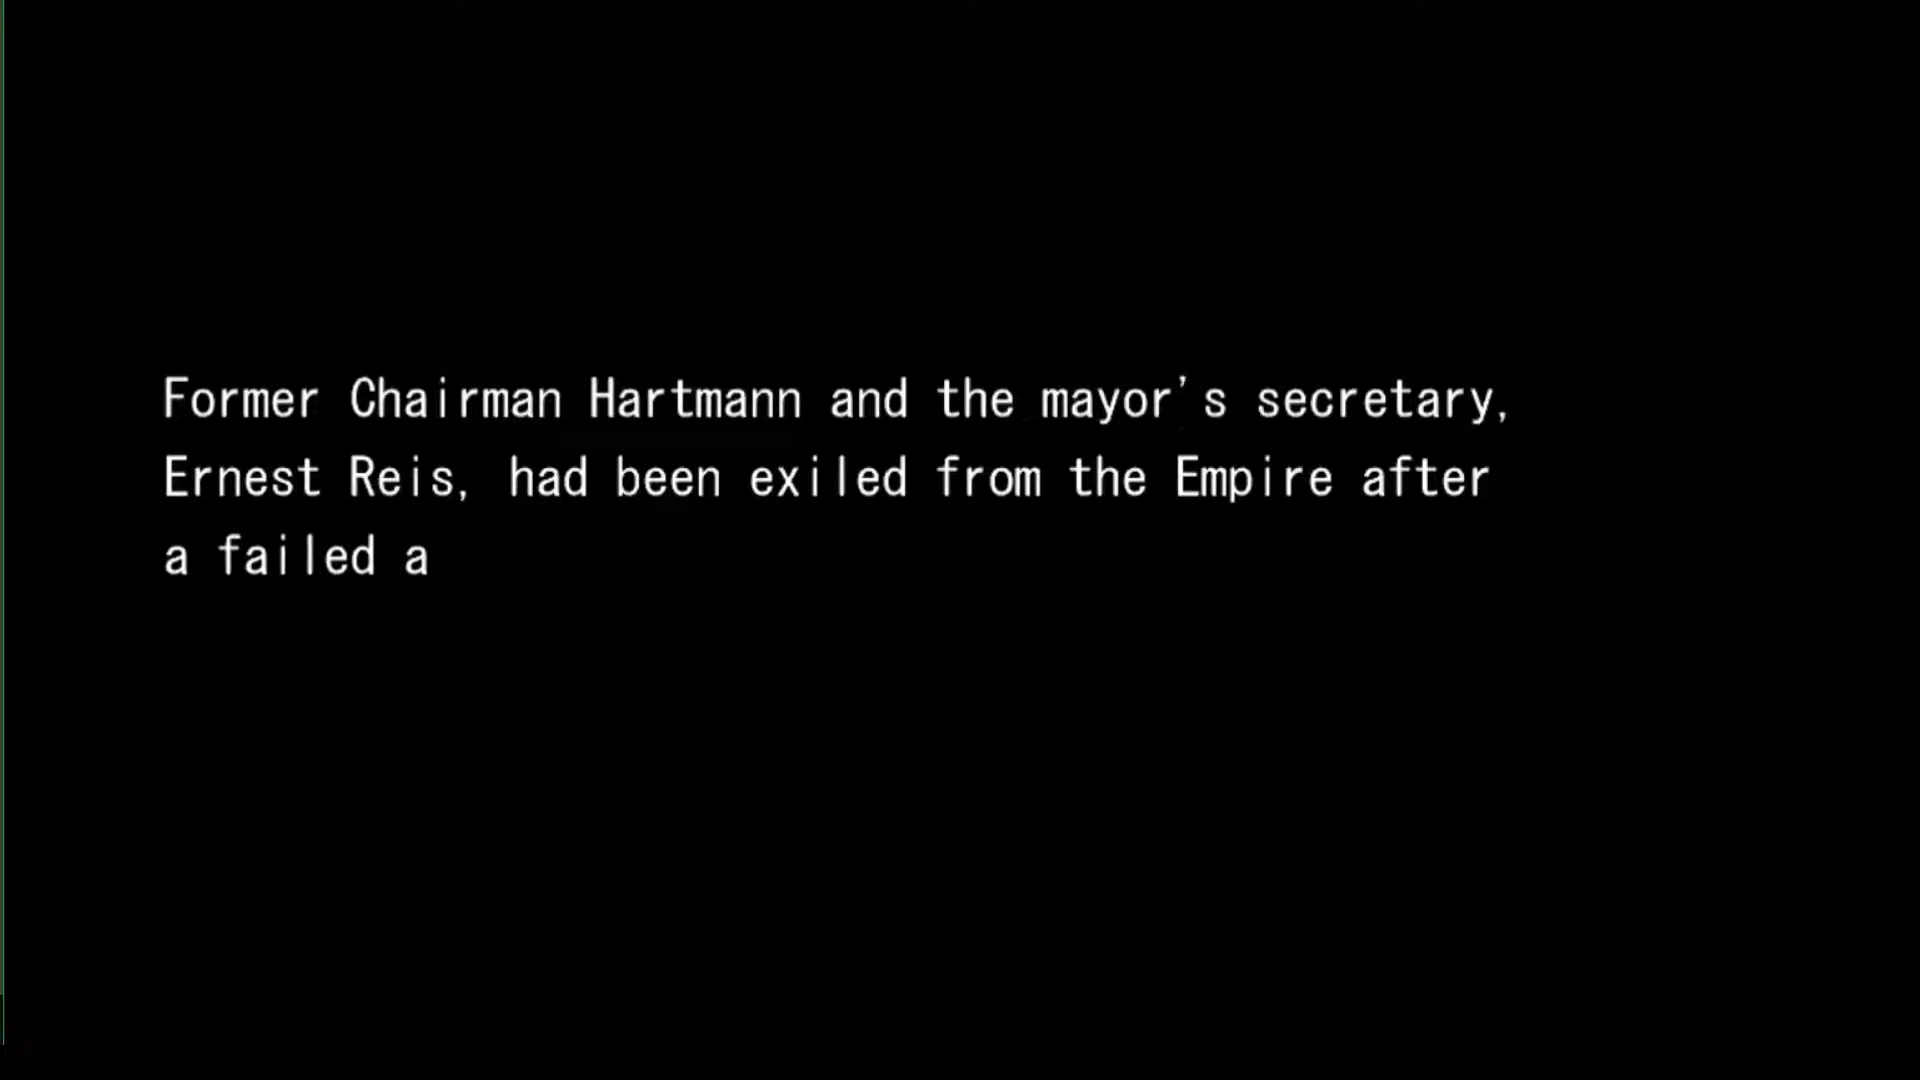 Former Chairman Hartmann and the mayor's secretary,
Ernest Reis, had been exiled from the Empire after
a failed a